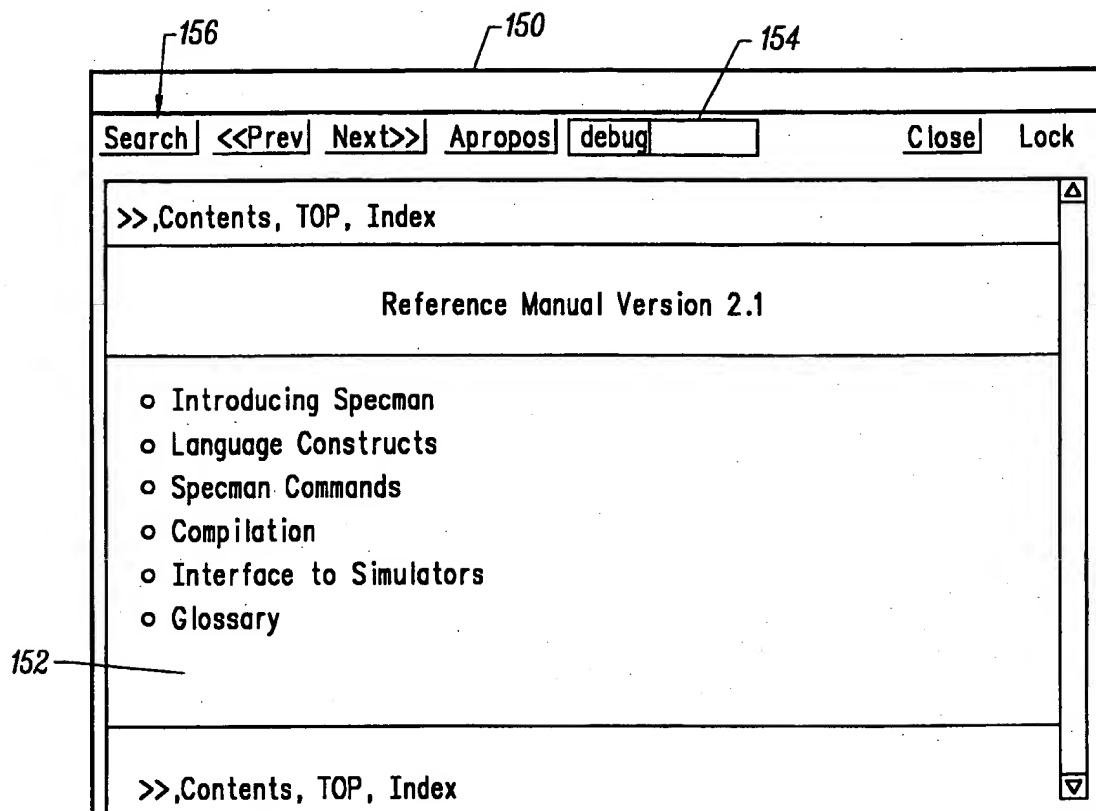 156 150 154
Search <<Prev Next>> Apropos debug Close Lock
>>,Contents, TOP, Index
Reference Manual Version 2.1
o Introducing Specman
o Language Constructs
o Specman Commands
o Compilation
o Interface to Simulators
o Glossary
152
>>,Contents, TOP, Index